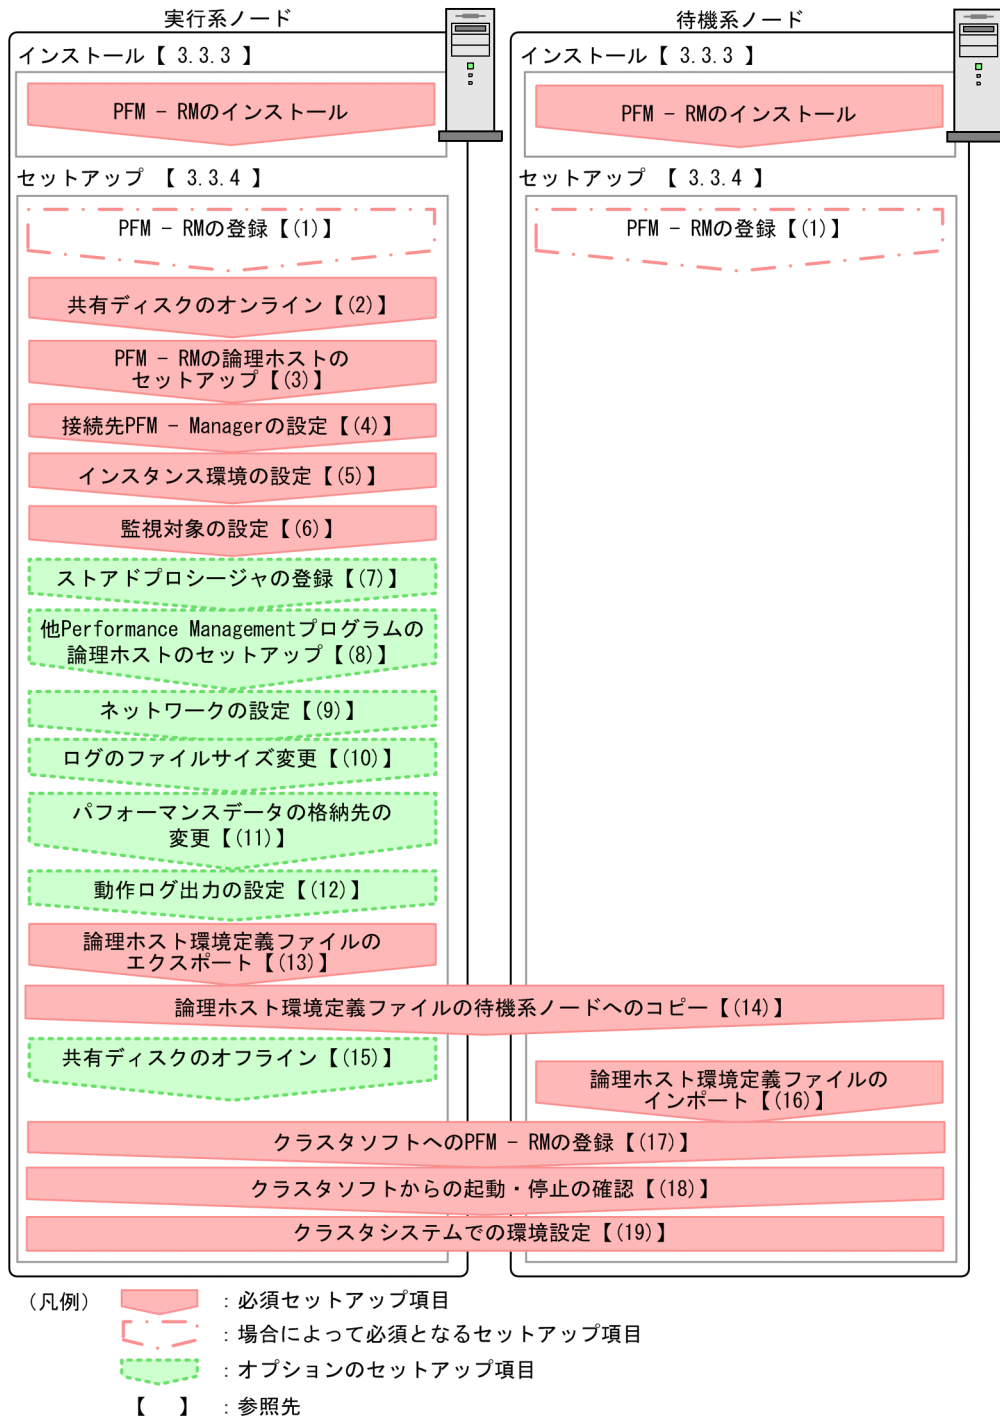 実行系ノード
インストール【 3.3.3 】
PFM － RMのインストール
セットアップ 【 3.3.4 】
PFM － RMの登録【(1)】
共有ディスクのオンライン【(2)】
PFM － RMの論理ホストの
セットアップ【(3)】
接続先PFM － Managerの設定【(4)】
インスタンス環境の設定【(5)】
監視対象の設定【(6)】
ストアドプロシージャの登録【(7)】
他Performance Managementプログラムの
論理ホストのセットアップ【(8)】
ネットワークの設定【(9)】
ログのファイルサイズ変更【(10)】
パフォーマンスデータの格納先の
変更【(11)】
動作ログ出力の設定【(12)】
論理ホスト環境定義ファイルの
エクスポート【(13)】
待機系ノード
インストール【 3.3.3 】
PFM － RMのインストール
セットアップ 【 3.3.4 】
PFM － RMの登録【(1)】
論理ホスト環境定義ファイルの待機系ノードへのコピー【(14)】
共有ディスクのオフライン【(15)】
論理ホスト環境定義ファイルの
インポート【(16)】
クラスタソフトへのPFM － RMの登録【(17)】
クラスタソフトからの起動・停止の確認【(18)】
クラスタシステムでの環境設定【(19)】
（凡例）
：必須セットアップ項目
：場合によって必須となるセットアップ項目
：オプションのセットアップ項目
【　】：参照先